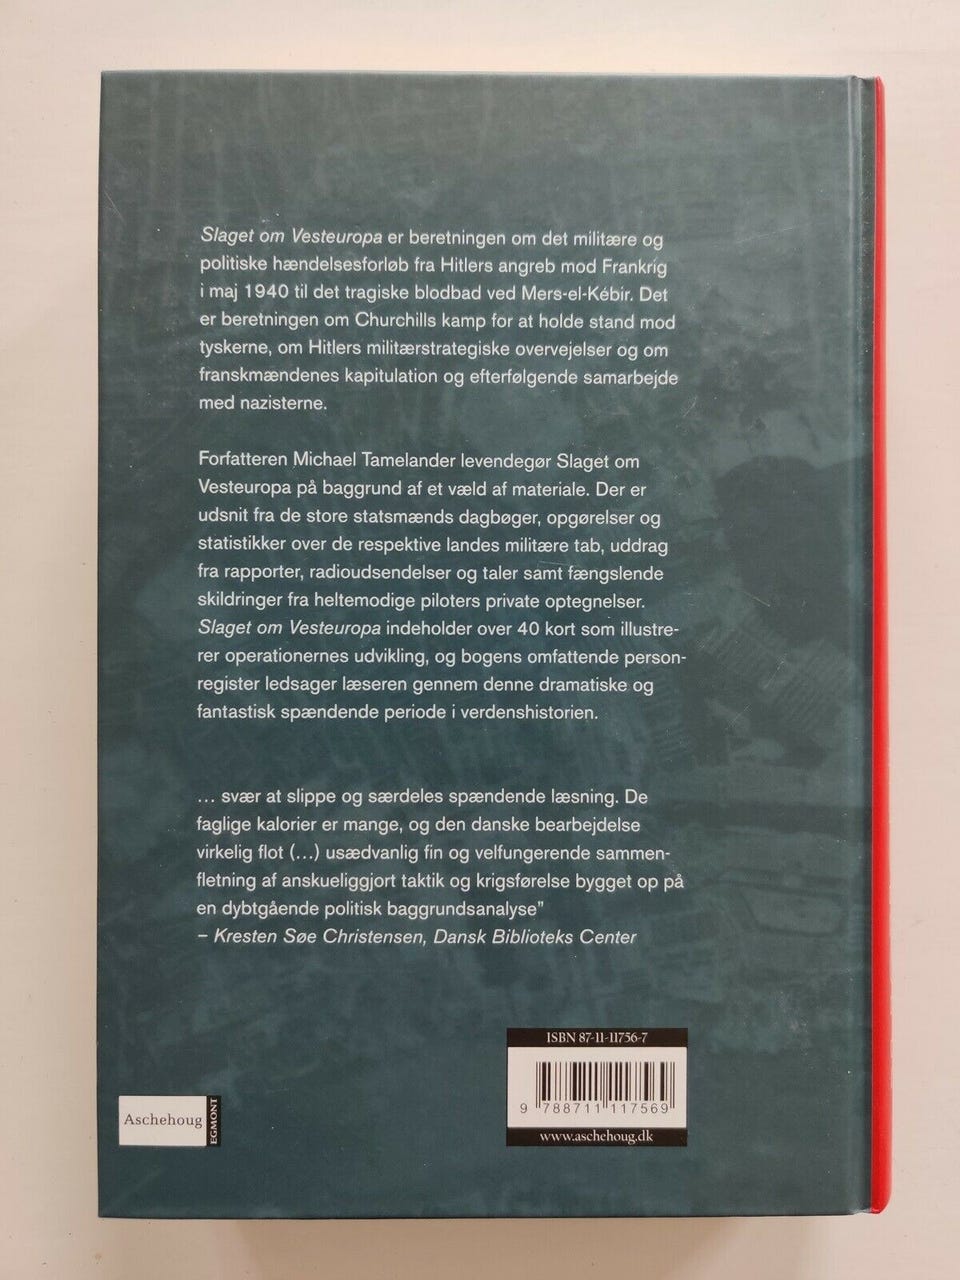 Slaget om Vesteuropa er beretningen om det militære og
politiske hændelsesforløb fra Hitlers angreb mod Frankrig
i maj 1940 til det tragiske blodbad ved Mers-el-Kébir. Det
er beretningen om Churchills kamp for at holde stand mod
tyskerne, om Hitlers militærstrategiske overvejelser og om
franskmændenes kapitulation og efterfølgende samarbejde
med nazisterne.
Forfatteren Michael Tamelander levendegør Slaget om
Vesteuropa på baggrund af et væld af materiale. Der er
udsnit fra de store statsmænds dagbøger, opgørelser og
statistikker over de respektive landes militære tab, uddrag
fra rapporter, radioudsendelser og taler samt fængslende
skildringer fra heltemodige piloters private optegnelser.
Slaget om Vesteuropa indeholder over 40 kort som illustre-
rer operationernes udvikling, og bogens omfattende person-
register ledsager læseren gennem denne dramatiske og
fantastisk spændende periode i verdenshistorien.
... svær at slippe og særdeles spændende læsning. De
faglige kalorier er mange, og den danske bearbejdelse
virkelig flot (...) usædvanlig fin og velfungerende sammen-
fletning af anskueliggjort taktik og krigsførelse bygget op på
en dybtgående politisk baggrundsanalyse”
– Kresten Søe Christensen, Dansk Biblioteks Center
ISBN 87-11-11756-7
9 788711 117569
www.aschehoug.dk
Aschehoug
EGMONT